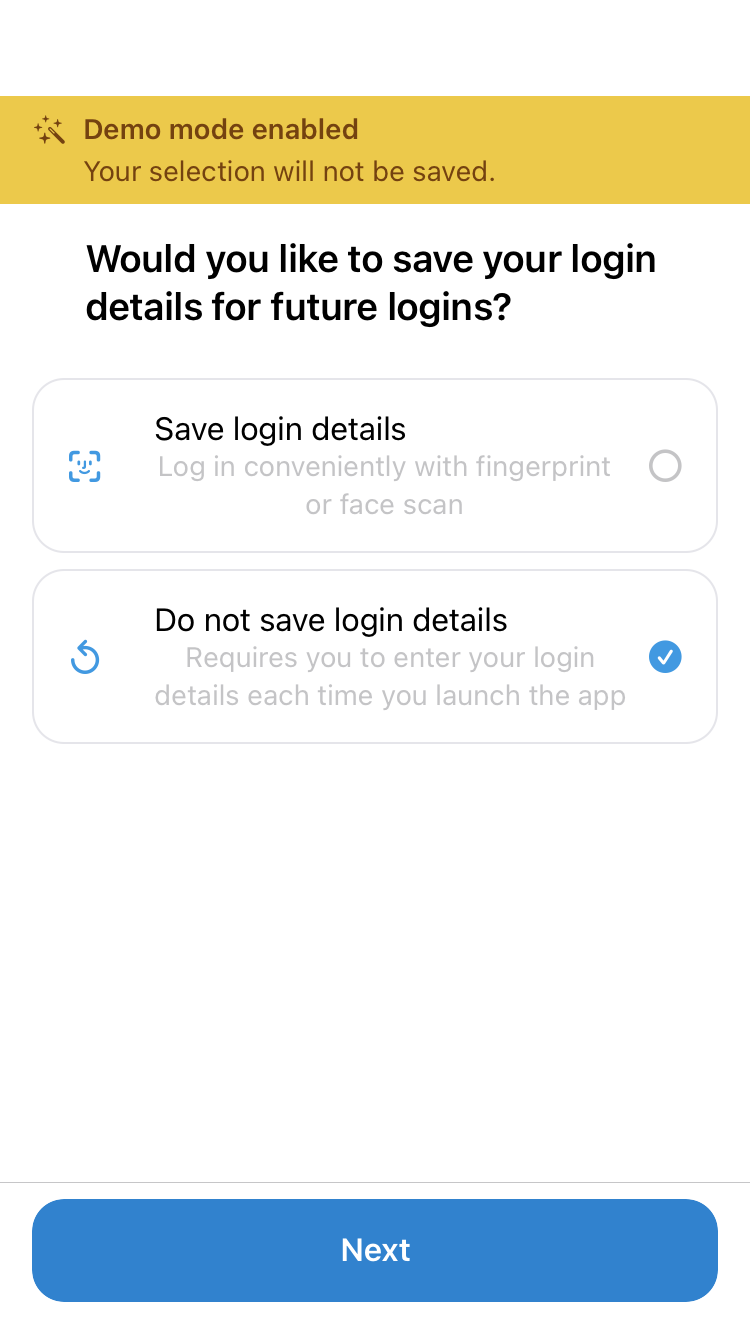 Demo mode enabled
Your selection will not be saved.
Would you like to save your login
details for future logins?
Save login details
Log in conveniently with fingerprint
or face scan
Do not save login details
Requires you to enter your login
details each time you launch the app
Next